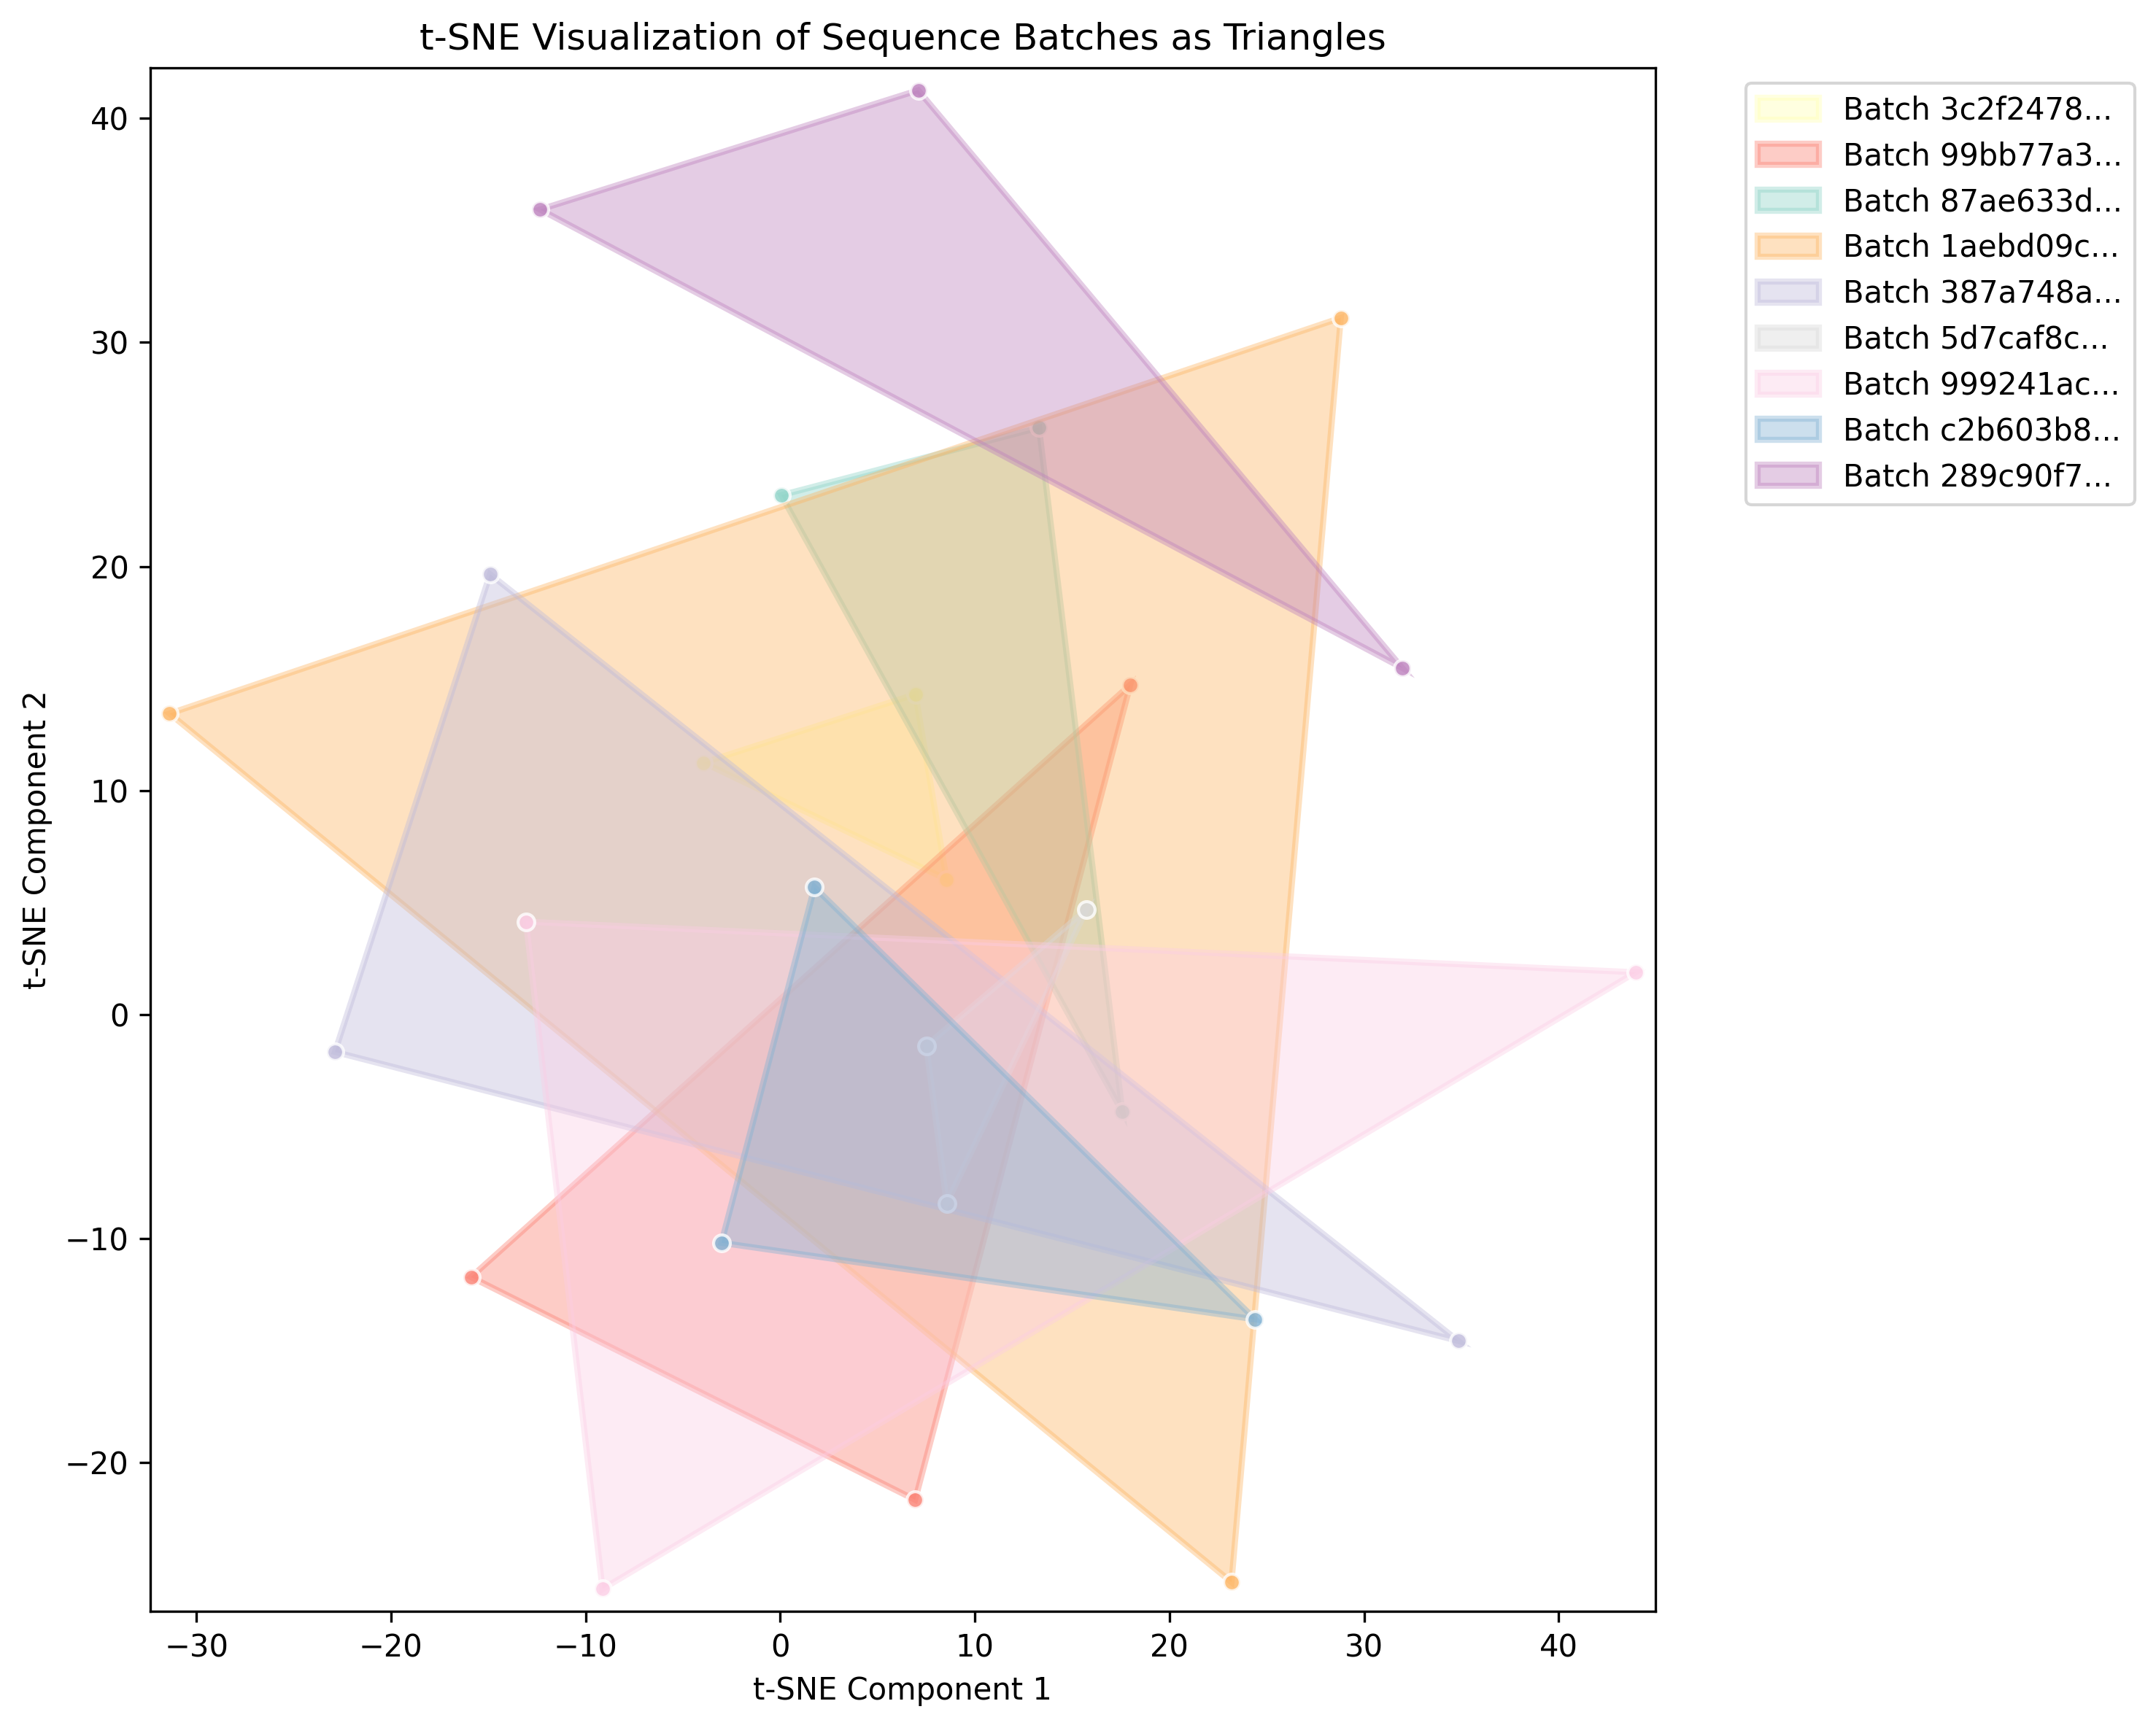 t-SNE Visualization of Sequence Batches as Triangles
40
30
20
10
0
−10
−20
t-SNE Component 2
−30
−20
−10
0
10
20
30
40
t-SNE Component 1
Batch 3c2f2478...
Batch 99bb77a3...
Batch 87ae633d...
Batch 1aebd09c...
Batch 387a748a...
Batch 5d7caf8c...
Batch 999241ac...
Batch c2b603b8...
Batch 289c90f7...